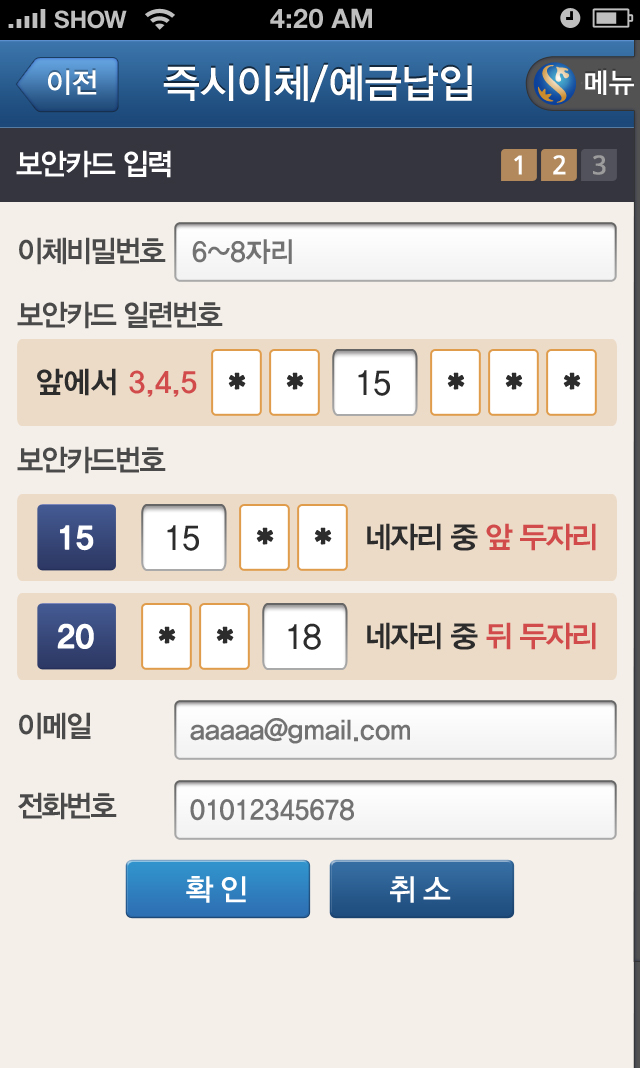 SHOW 4:20 AM
이전 즉시이체/예금납입 메뉴
보안카드 입력 1 2 3
이체비밀번호 6~8자리
보안카드 일련번호
앞에서 3,4,5 * * 15 * * *
보안카드번호
15 15 * * 네자리 중 앞 두자리
20 * * 18 네자리 중 뒤 두자리
이메일 aaaaa@gmail.com
전화번호 01012345678
확인 취소